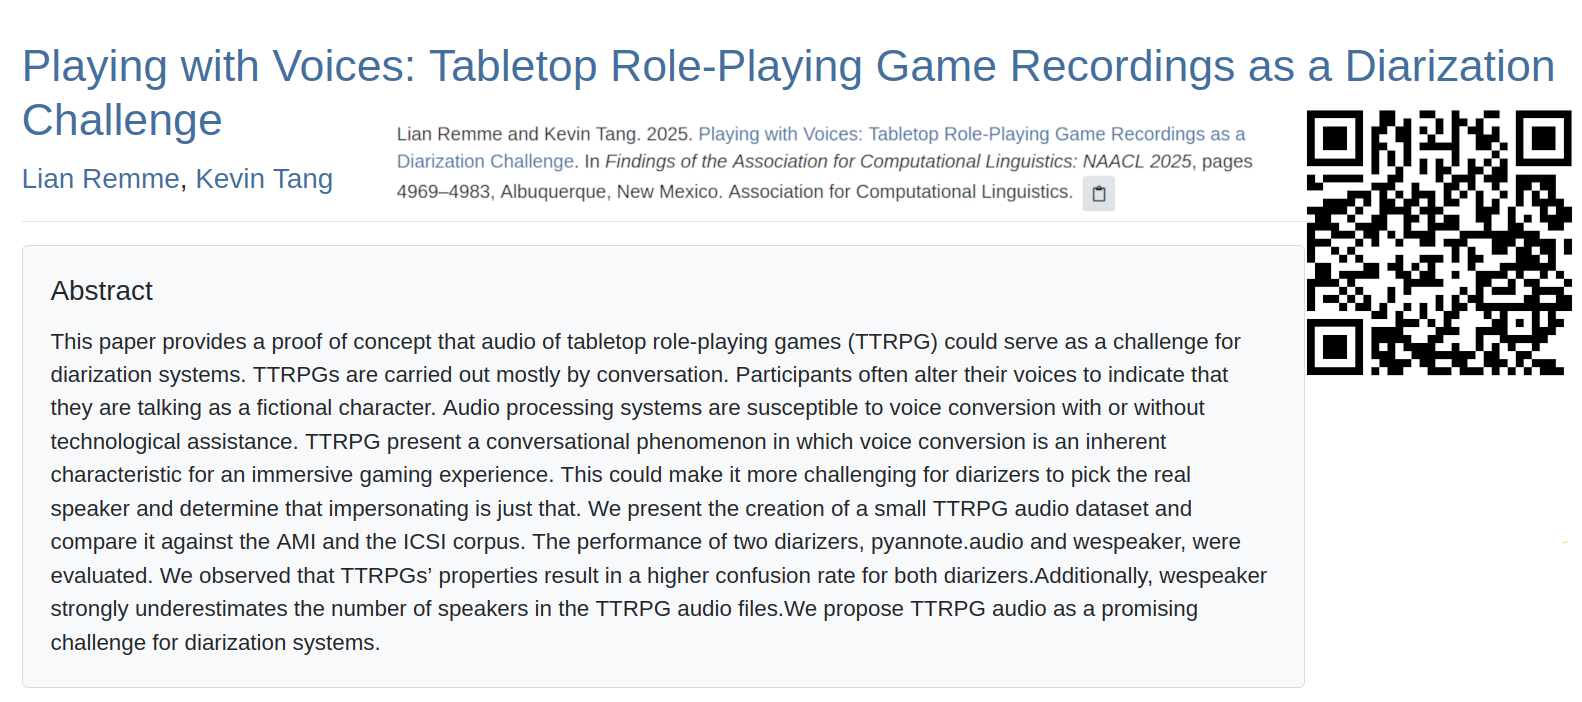 Playing with Voices: Tabletop Role-Playing Game Recordings as a Diarization
Challenge
Lian Remme, Kevin Tang
Lian Remme and Kevin Tang. 2025. Playing with Voices: Tabletop Role-Playing Game Recordings as a
Diarization Challenge. In Findings of the Association for Computational Linguistics: NAACL 2025, pages
4969–4983, Albuquerque, New Mexico. Association for Computational Linguistics.
Abstract
This paper provides a proof of concept that audio of tabletop role-playing games (TTRPG) could serve as a challenge for
diarization systems. TTRPGs are carried out mostly by conversation. Participants often alter their voices to indicate that
they are talking as a fictional character. Audio processing systems are susceptible to voice conversion with or without
technological assistance. TTRPG present a conversational phenomenon in which voice conversion is an inherent
characteristic for an immersive gaming experience. This could make it more challenging for diarizers to pick the real
speaker and determine that impersonating is just that. We present the creation of a small TTRPG audio dataset and
compare it against the AMI and the ICSI corpus. The performance of two diarizers, pyannote.audio and wespeaker, were
evaluated. We observed that TTRPGs’ properties result in a higher confusion rate for both diarizers.Additionally, wespeaker
strongly underestimates the number of speakers in the TTRPG audio files.We propose TTRPG audio as a promising
challenge for diarization systems.